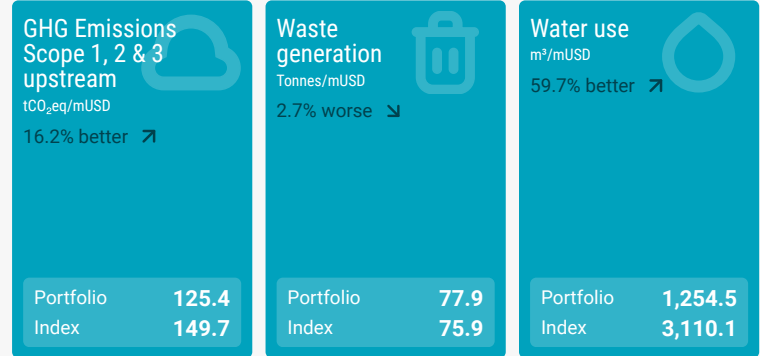 GHG Emissions
Scope 1, 2 & 3
upstream
tCO₂eq/mUSD
16.2% better
Portfolio 125.4
Index 149.7
Waste
generation
Tonnes/mUSD
2.7% worse
Portfolio 77.9
Index 75.9
Water use
m³/mUSD
59.7% better
Portfolio 1,254.5
Index 3,110.1